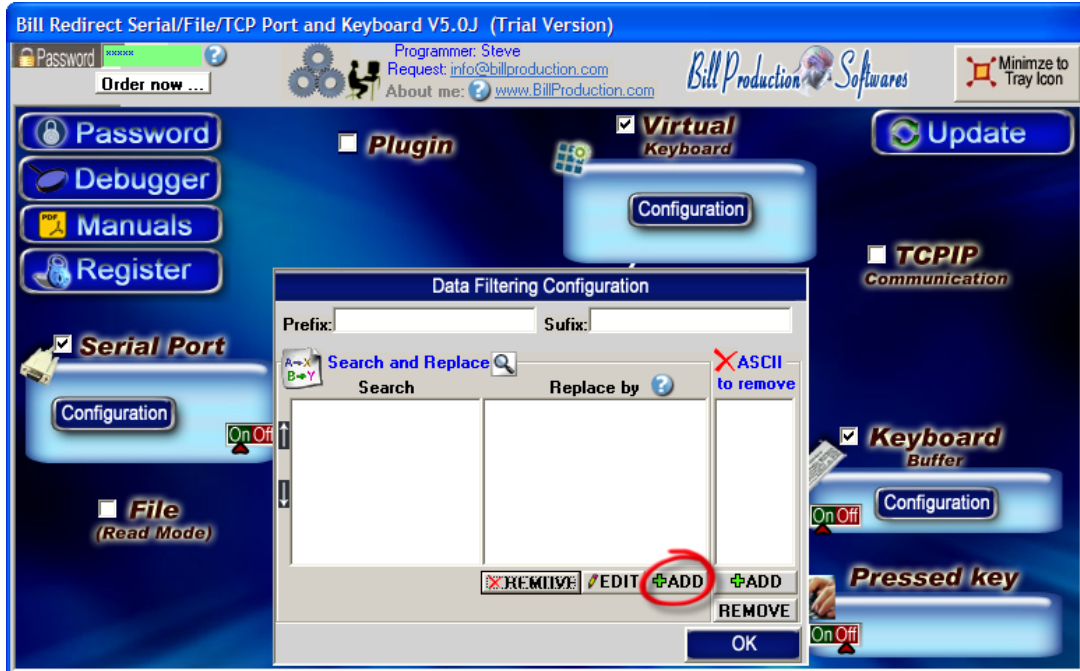 Bill Redirect Serial/File/TCP Port and Keyboard V5.0J (Trial Version)
Password ***** ?
Order now ...
Programmer: Steve
Request: info@billproduction.com
About me: ? www.BillProduction.com
Bill Production Softwares
Minimze to
Tray Icon
Password
Debugger
PDF Manuals
Register
Plugin
Virtual
Keyboard
Configuration
Update
TCPIP
Communication
Serial Port
Configuration
On Off
File
(Read Mode)
Data Filtering Configuration
Prefix:
Sufix:
A→X
B→Y
Search and Replace
Search
Replace by ?
ASCII
to remove
REMOVE EDIT ADD
ADD
REMOVE
OK
Keyboard
Buffer
Configuration
On Off
Pressed key
On Off